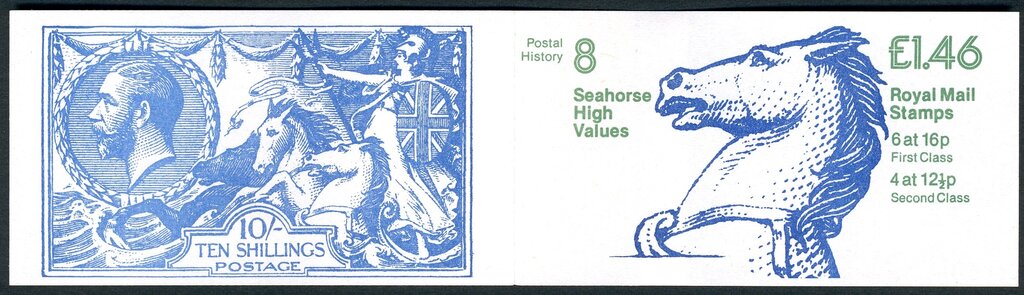 10/-
TEN SHILLINGS
POSTAGE
Postal
History
8
Seahorse
High
Values
£1.46
Royal Mail
Stamps
6 at 16p
First Class
4 at 12½p
Second Class